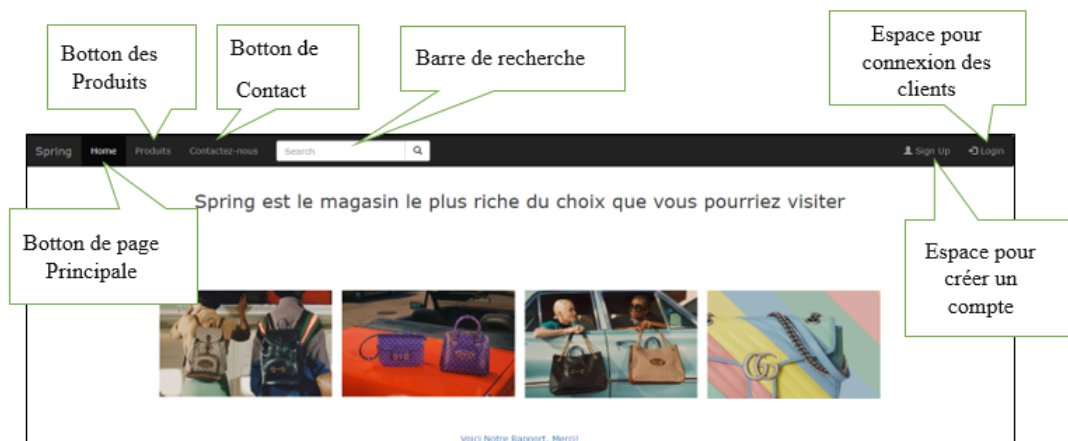 Botton des
Produits
Botton de
Contact
Barre de recherche
Espace pour
connexion des
clients
Spring Home Produits Contactez-nous Search Sign Up Login
Spring est le magasin le plus riche du choix que vous pourriez visiter
Botton de page
Principale
Espace pour
créer un
compte
Voici Notre Rapport, Merci!